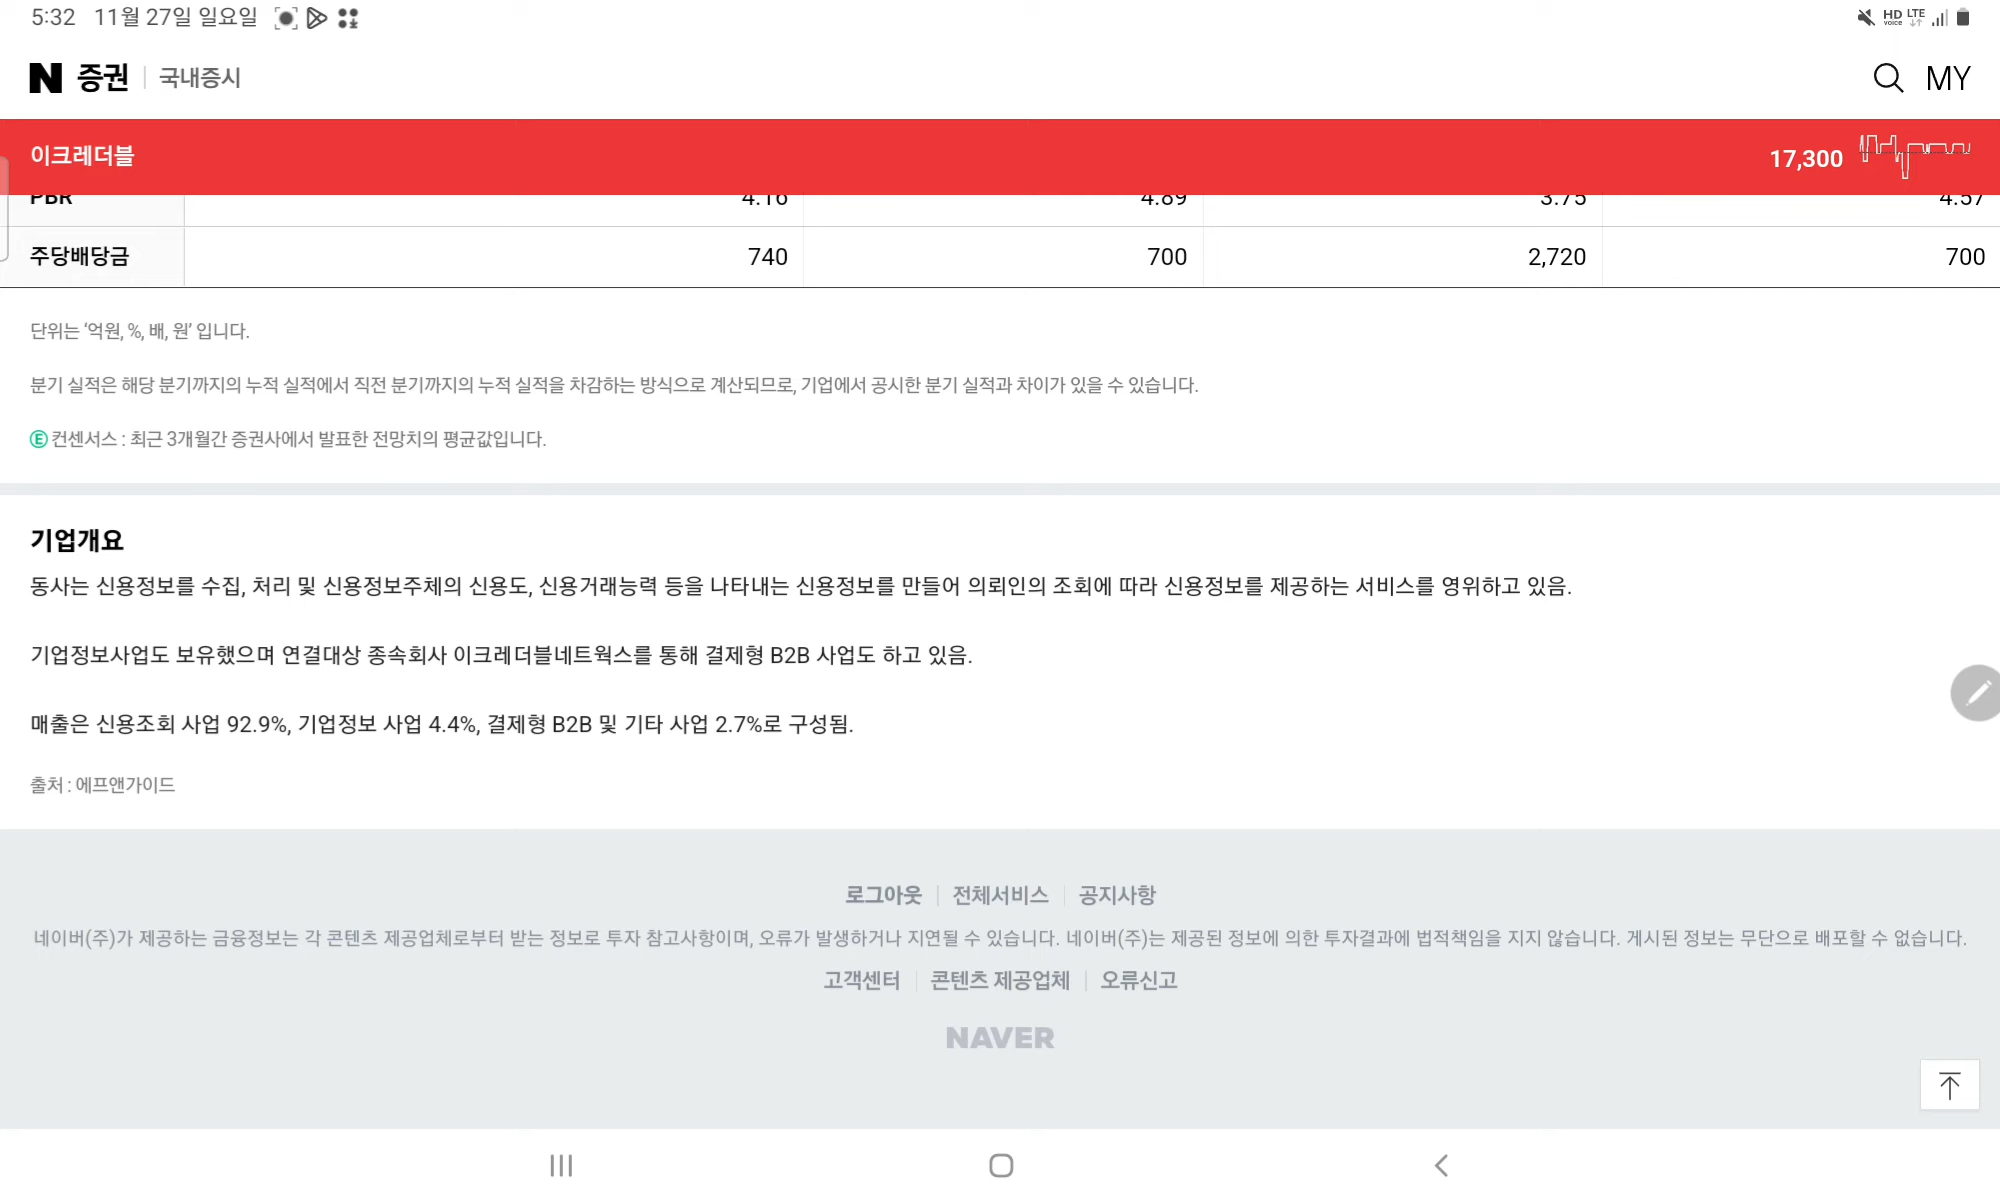 5:32 11월 27일 일요일
HD voice LTE
N 증권 국내증시
MY
이크레더블
17,300
PBR 4.16 4.89 3.75 4.57
주당배당금 740 700 2,720 700
단위는 '억원, %, 배, 원' 입니다.
분기 실적은 해당 분기까지의 누적 실적에서 직전 분기까지의 누적 실적을 차감하는 방식으로 계산되므로, 기업에서 공시한 분기 실적과 차이가 있을 수 있습니다.
E 컨센서스 : 최근 3개월간 증권사에서 발표한 전망치의 평균값입니다.
기업개요
동사는 신용정보를 수집, 처리 및 신용정보주체의 신용도, 신용거래능력 등을 나타내는 신용정보를 만들어 의뢰인의 조회에 따라 신용정보를 제공하는 서비스를 영위하고 있음.
기업정보사업도 보유했으며 연결대상 종속회사 이크레더블네트웍스를 통해 결제형 B2B 사업도 하고 있음.
매출은 신용조회 사업 92.9%, 기업정보 사업 4.4%, 결제형 B2B 및 기타 사업 2.7%로 구성됨.
출처 : 에프앤가이드
로그아웃 전체서비스 공지사항
네이버(주)가 제공하는 금융정보는 각 콘텐츠 제공업체로부터 받는 정보로 투자 참고사항이며, 오류가 발생하거나 지연될 수 있습니다. 네이버(주)는 제공된 정보에 의한 투자결과에 법적책임을 지지 않습니다. 게시된 정보는 무단으로 배포할 수 없습니다.
고객센터 콘텐츠 제공업체 오류신고
NAVER